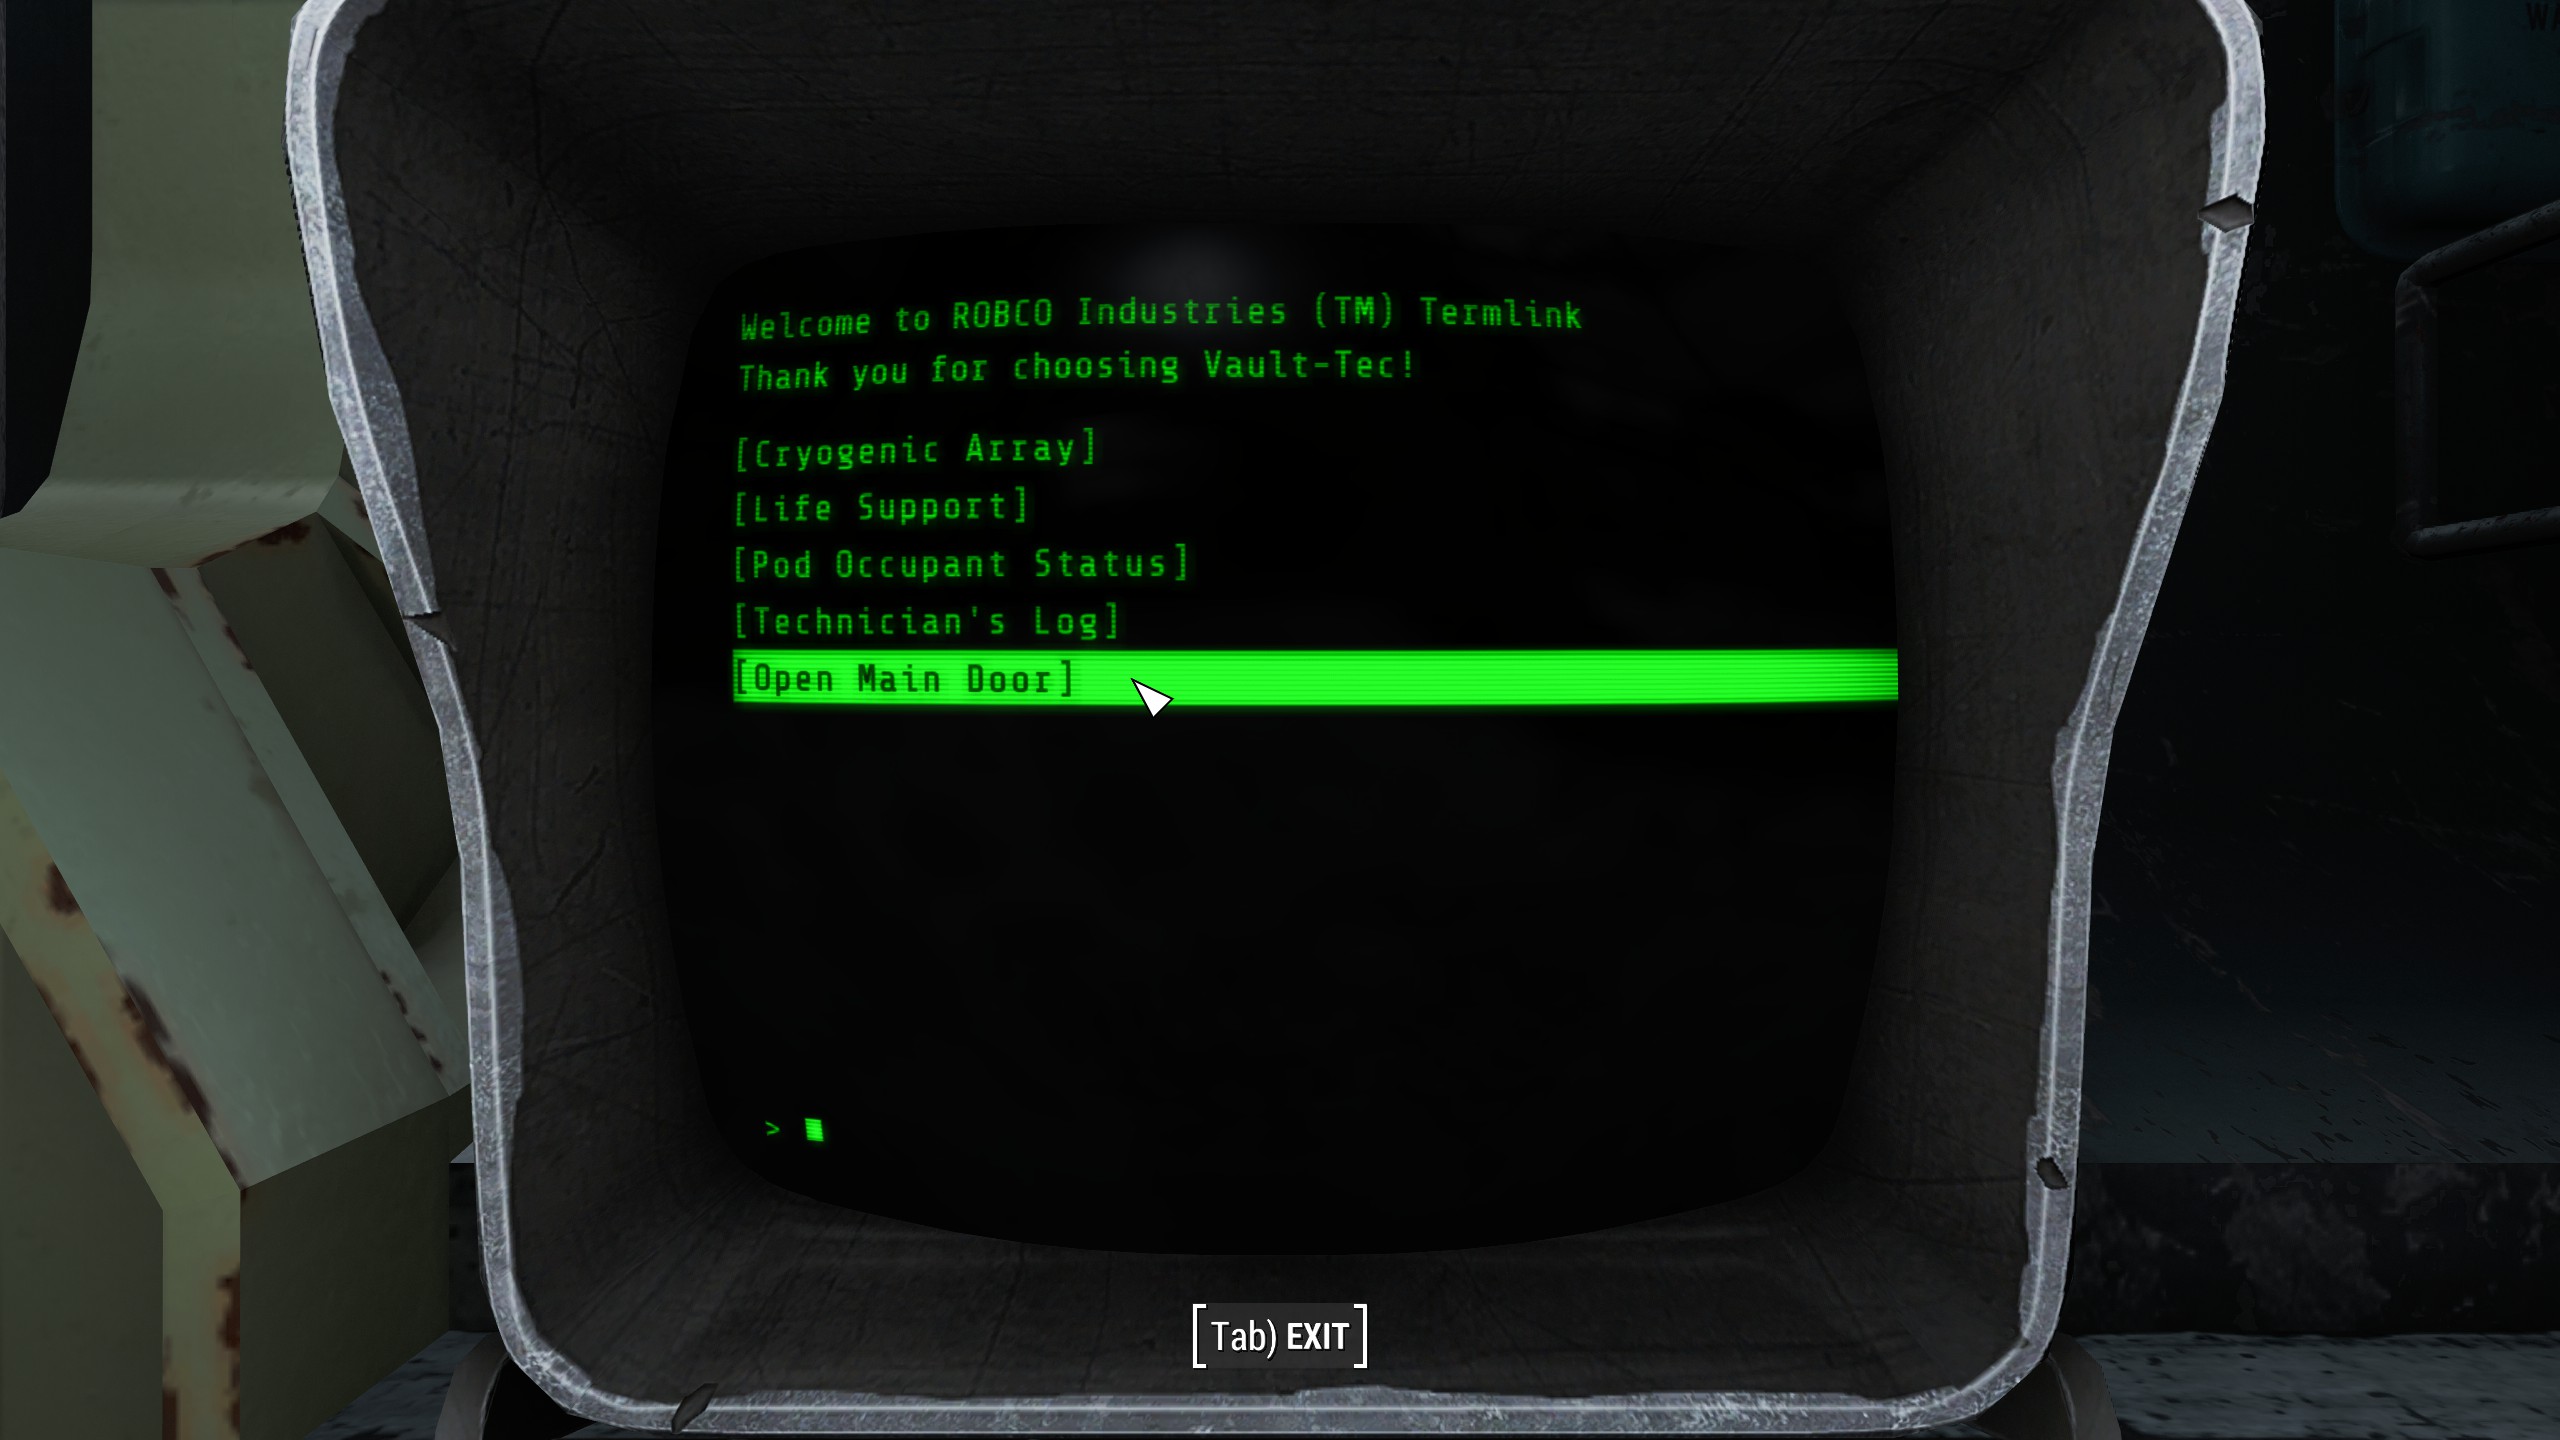 Welcome to ROBCO Industries (TM) Termlink
Thank you for choosing Vault-Tec!
[Cryogenic Array]
[Life Support]
[Pod Occupant Status]
[Technician's Log]
[Open Main Door]
>
[Tab) EXIT]